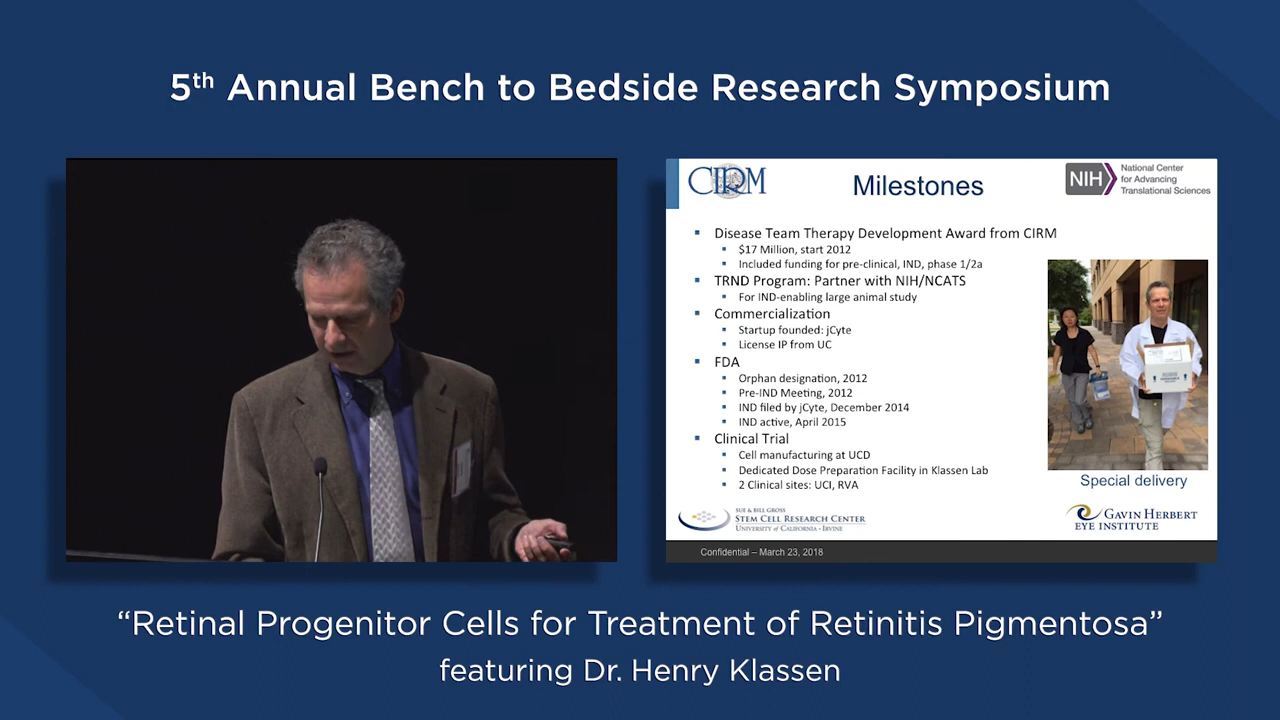 5th Annual Bench to Bedside Research Symposium
CIRM
Milestones
NIH
National Center
for Advancing
Translational Sciences
Disease Team Therapy Development Award from CIRM
$17 Million, start 2012
Included funding for pre-clinical, IND, phase 1/2a
TRND Program: Partner with NIH/NCATS
For IND-enabling large animal study
Commercialization
Startup founded: jCyte
License IP from UC
FDA
Orphan designation, 2012
Pre-IND Meeting, 2012
IND filed by jCyte, December 2014
IND active, April 2015
Clinical Trial
Cell manufacturing at UCD
Dedicated Dose Preparation Facility in Klassen Lab
2 Clinical sites: UCI, RVA
Special delivery
SUE & BILL GROSS
STEM CELL RESEARCH CENTER
UNIVERSITY of CALIFORNIA · IRVINE
GAVIN HERBERT
EYE INSTITUTE
Confidential – March 23, 2018
“Retinal Progenitor Cells for Treatment of Retinitis Pigmentosa”
featuring Dr. Henry Klassen